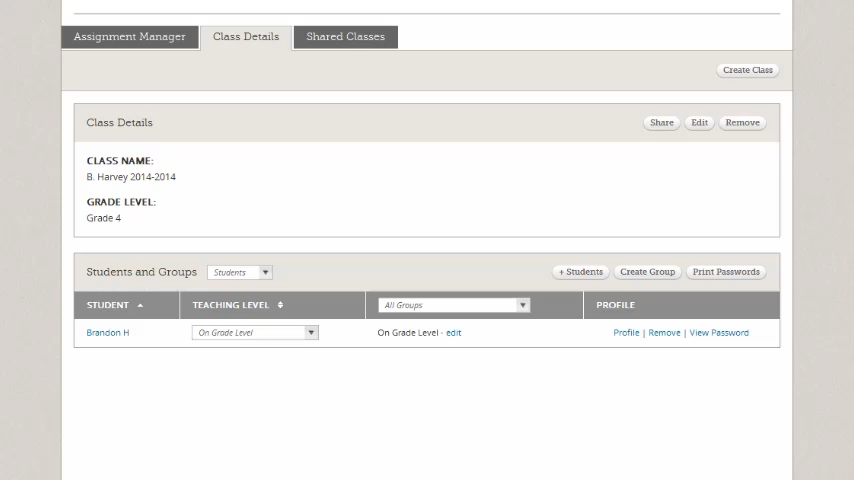 Assignment Manager Class Details Shared Classes
Create Class
Class Details Share Edit Remove
CLASS NAME:
B. Harvey 2014-2014
GRADE LEVEL:
Grade 4
Students and Groups Students + Students Create Group Print Passwords
STUDENT TEACHING LEVEL All Groups PROFILE
Brandon H On Grade Level On Grade Level - edit Profile | Remove | View Password